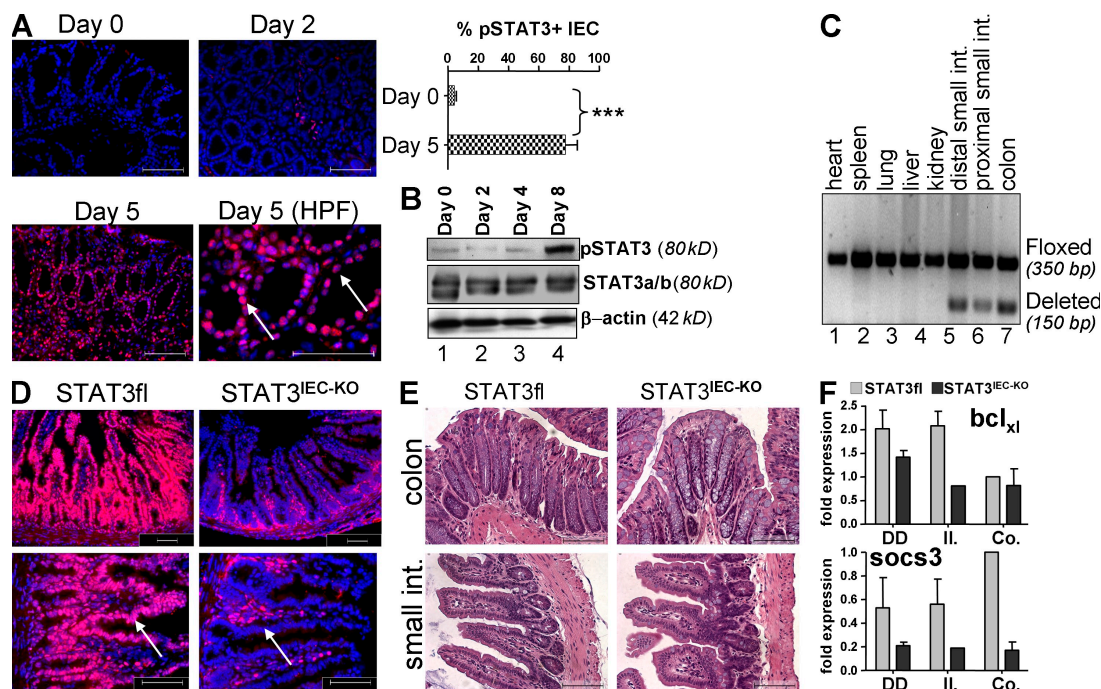 A
Day 0
Day 2
% pSTAT3+ IEC
0 20 40 60 80 100
Day 0
***
Day 5
Day 5
Day 5 (HPF)
B
Day 0
Day 2
Day 4
Day 8
pSTAT3 (80kD)
STAT3a/b(80kD)
β–actin (42 kD)
1 2 3 4
C
heart
spleen
lung
liver
kidney
distal small int.
proximal small int.
colon
Floxed
(350 bp)
Deleted
(150 bp)
1 2 3 4 5 6 7
D
STAT3fl
STAT3IEC-KO
E
STAT3fl
STAT3IEC-KO
colon
small int.
F
STAT3fl
STAT3IEC-KO
bclxl
fold expression
2.5
2.0
1.5
1.0
0.5
0.0
DD
Il.
Co.
socs3
fold expression
1.0
0.8
0.6
0.4
0.2
0.0
DD
Il.
Co.